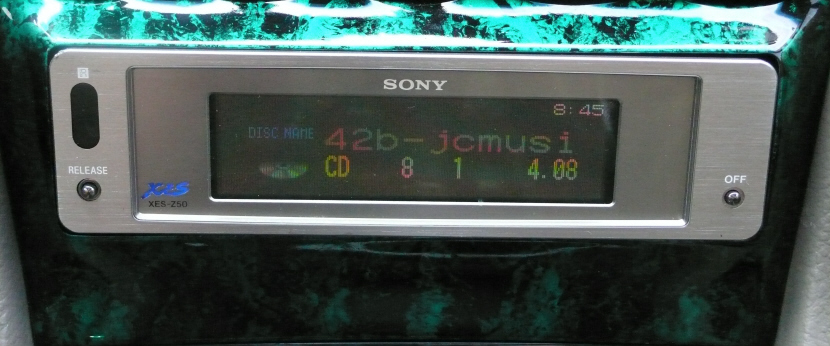 SONY
8:45
DISC NAME 42b-jcmusi
CD 8 1 4.08
RELEASE
OFF
XES
XES-Z50